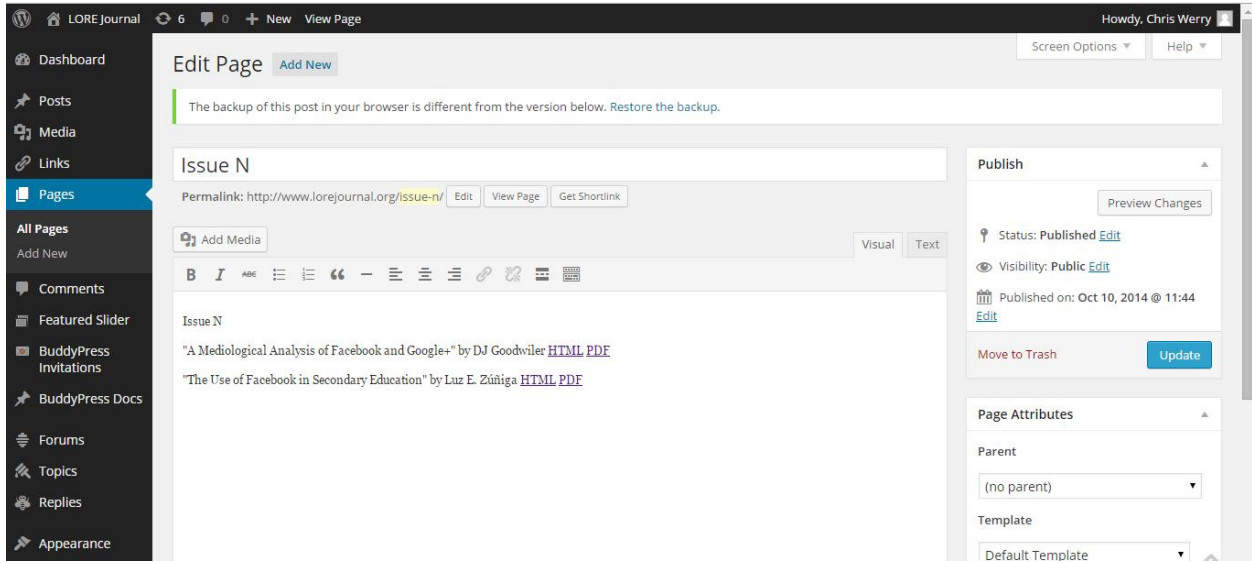 LORE Journal 6 0 + New View Page Howdy, Chris Werry
Screen Options Help
Dashboard
Posts
Media
Links
Pages
All Pages
Add New
Comments
Featured Slider
BuddyPress
Invitations
BuddyPress Docs
Forums
Topics
Replies
Appearance
Edit Page Add New
The backup of this post in your browser is different from the version below. Restore the backup.
Issue N
Permalink: http://www.lorejournal.org/issue-n/ Edit View Page Get Shortlink
Add Media
Visual Text
B I ABC
Issue N
"A Mediological Analysis of Facebook and Google+" by DJ Goodwiler HTML PDF
"The Use of Facebook in Secondary Education" by Luz E. Zúñiga HTML PDF
Publish
Preview Changes
Status: Published Edit
Visibility: Public Edit
Published on: Oct 10, 2014 @ 11:44
Edit
Move to Trash Update
Page Attributes
Parent
(no parent)
Template
Default Template